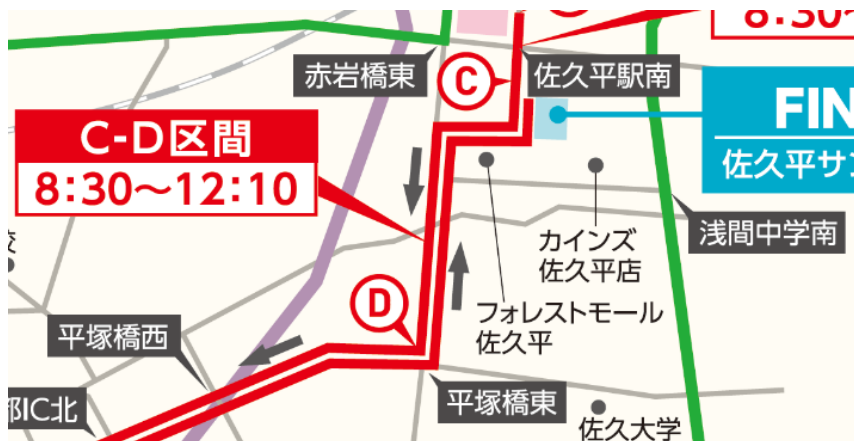 8:30～
赤岩橋東
C
佐久平駅南
FIN
佐久平サン
C-D区間
8:30～12:10
浅間中学南
カインズ
佐久平店
D
フォレストモール
佐久平
平塚橋西
平塚橋東
IC北
佐久大学